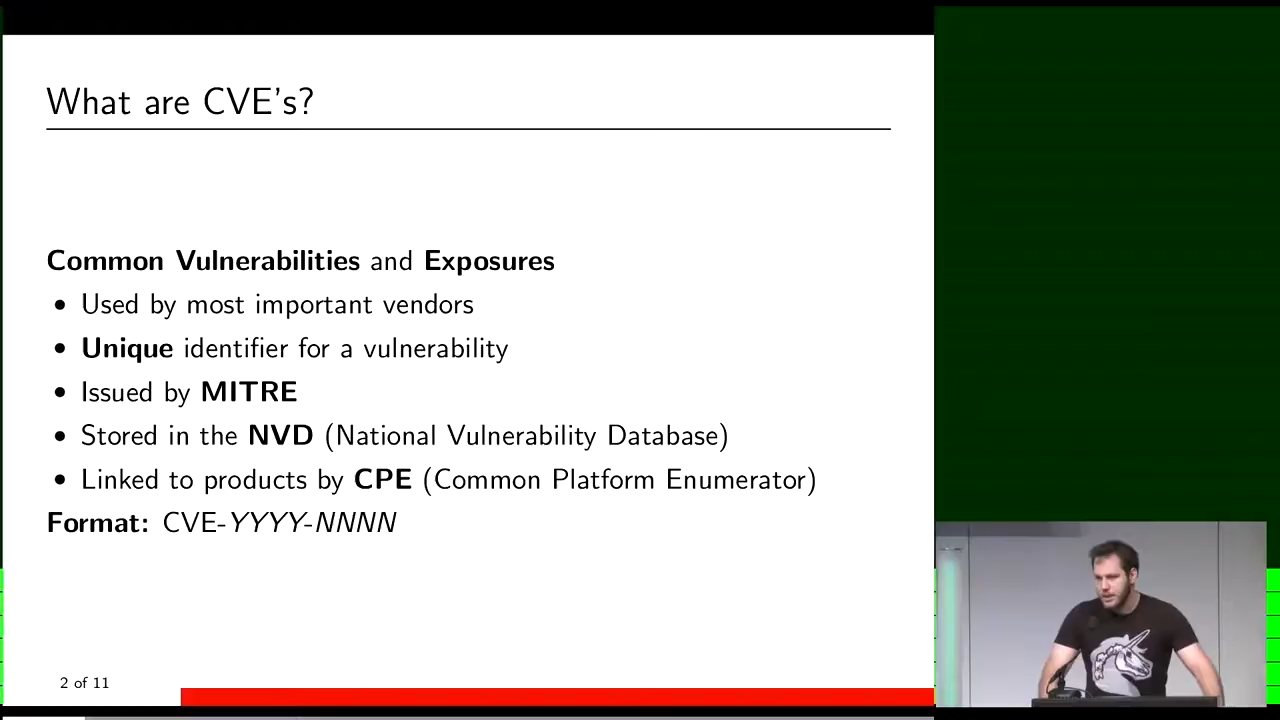 What are CVE's?
Common Vulnerabilities and Exposures
• Used by most important vendors
• Unique identifier for a vulnerability
• Issued by MITRE
• Stored in the NVD (National Vulnerability Database)
• Linked to products by CPE (Common Platform Enumerator)
Format: CVE-YYYY-NNNN
2 of 11